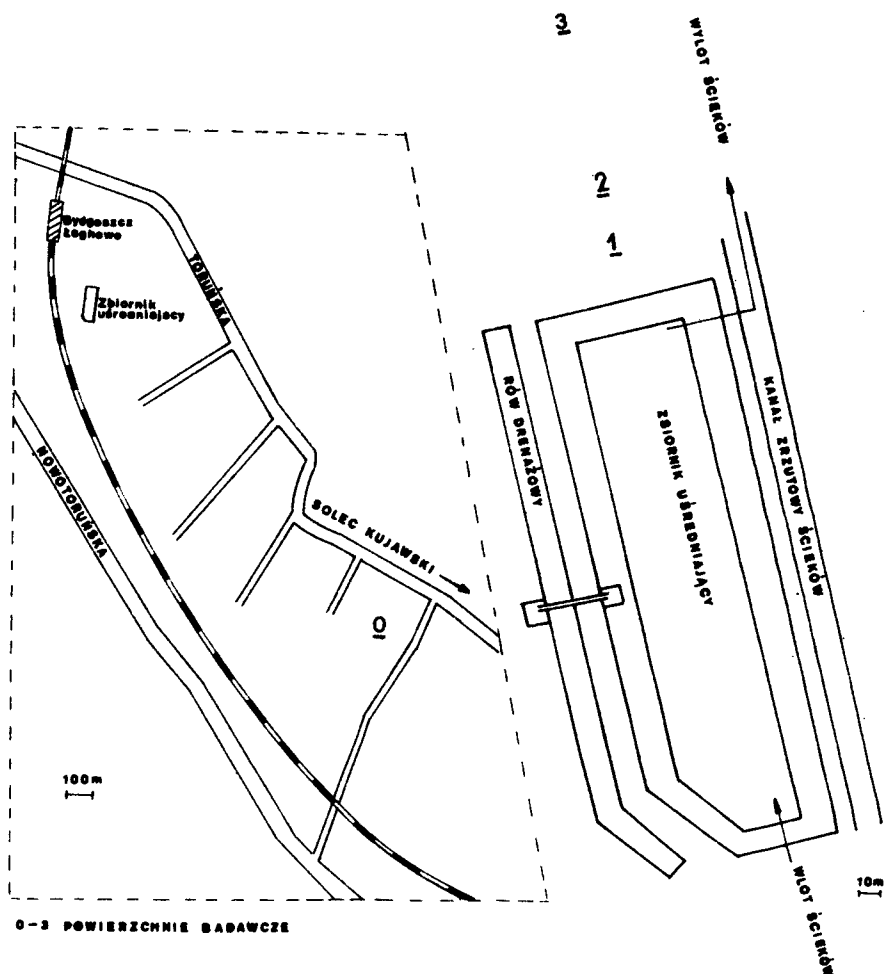 3
WYLOT ŚCIEKÓW
2
1
Bydgoszcz
Łęgnowo
Zbiornik
uśredniający
TORUŃSKA
NOWOTORUŃSKA
SOLEC KUJAWSKI
0
100m
RÓW DRENAŻOWY
ZBIORNIK UŚREDNIAJĄCY
KANAŁ ZRZUTOWY ŚCIEKÓW
10m
WLOT ŚCIEKÓW
0-3 POWIERZCHNIE BADAWCZE